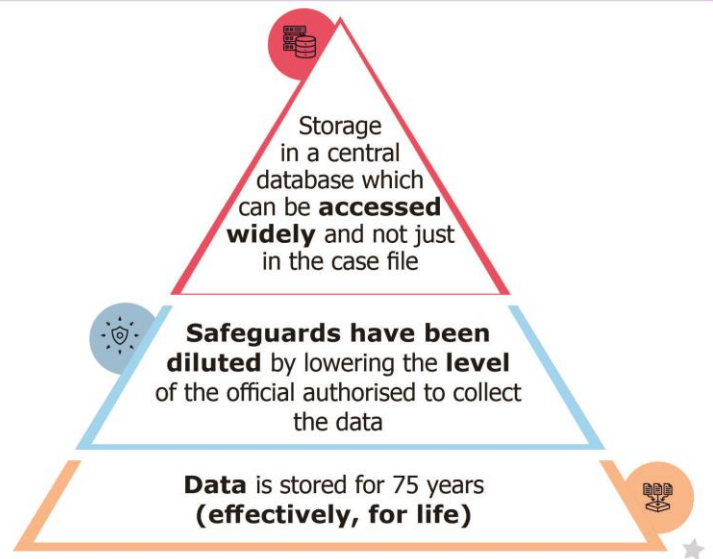 Storage
in a central
database which
can be accessed
widely and not just
in the case file
Safeguards have been
diluted by lowering the level
of the official authorised to collect
the data
Data is stored for 75 years
(effectively, for life)